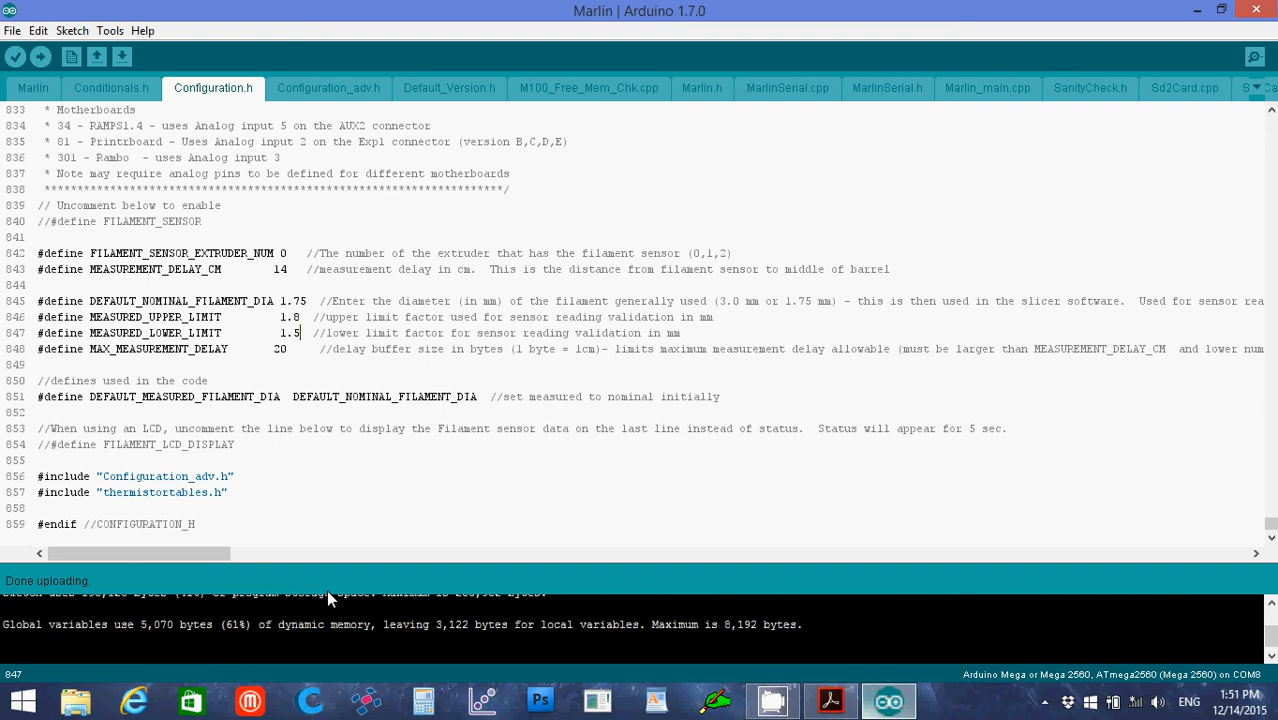 Marlin | Arduino 1.7.0
File Edit Sketch Tools Help
Marlin Conditionals.h Configuration.h Configuration_adv.h Default_Version.h M100_Free_Mem_Chk.cpp Marlin.h MarlinSerial.cpp MarlinSerial.h Marlin_main.cpp SanityCheck.h Sd2Card.cpp
833 * Motherboards
834 * 34 - RAMPS1.4 - uses Analog input 5 on the AUX2 connector
835 * 81 - Printrboard - Uses Analog input 2 on the Exp1 connector (version B,C,D,E)
836 * 301 - Rambo - uses Analog input 3
837 * Note may require analog pins to be defined for different motherboards
838 **********************************************************************/
839 // Uncomment below to enable
840 //#define FILAMENT_SENSOR
841
842 #define FILAMENT_SENSOR_EXTRUDER_NUM 0 //The number of the extruder that has the filament sensor (0,1,2)
843 #define MEASUREMENT_DELAY_CM 14 //measurement delay in cm. This is the distance from filament sensor to middle of barrel
844
845 #define DEFAULT_NOMINAL_FILAMENT_DIA 1.75 //Enter the diameter (in mm) of the filament generally used (3.0 mm or 1.75 mm) - this is then used in the slicer software. Used for sensor rea
846 #define MEASURED_UPPER_LIMIT 1.8 //upper limit factor used for sensor reading validation in mm
847 #define MEASURED_LOWER_LIMIT 1.5 //lower limit factor for sensor reading validation in mm
848 #define MAX_MEASUREMENT_DELAY 20 //delay buffer size in bytes (1 byte = 1cm)- limits maximum measurement delay allowable (must be larger than MEASUREMENT_DELAY_CM and lower num
849
850 //defines used in the code
851 #define DEFAULT_MEASURED_FILAMENT_DIA DEFAULT_NOMINAL_FILAMENT_DIA //set measured to nominal initially
852
853 //When using an LCD, uncomment the line below to display the Filament sensor data on the last line instead of status. Status will appear for 5 sec.
854 //#define FILAMENT_LCD_DISPLAY
855
856 #include "Configuration_adv.h"
857 #include "thermistortables.h"
858
859 #endif //CONFIGURATION_H
Done uploading.
Global variables use 5,070 bytes (61%) of dynamic memory, leaving 3,122 bytes for local variables. Maximum is 8,192 bytes.
847 Arduino Mega or Mega 2560, ATmega2560 (Mega 2560) on COM8
Ps
ENG
1:51 PM
12/14/2015